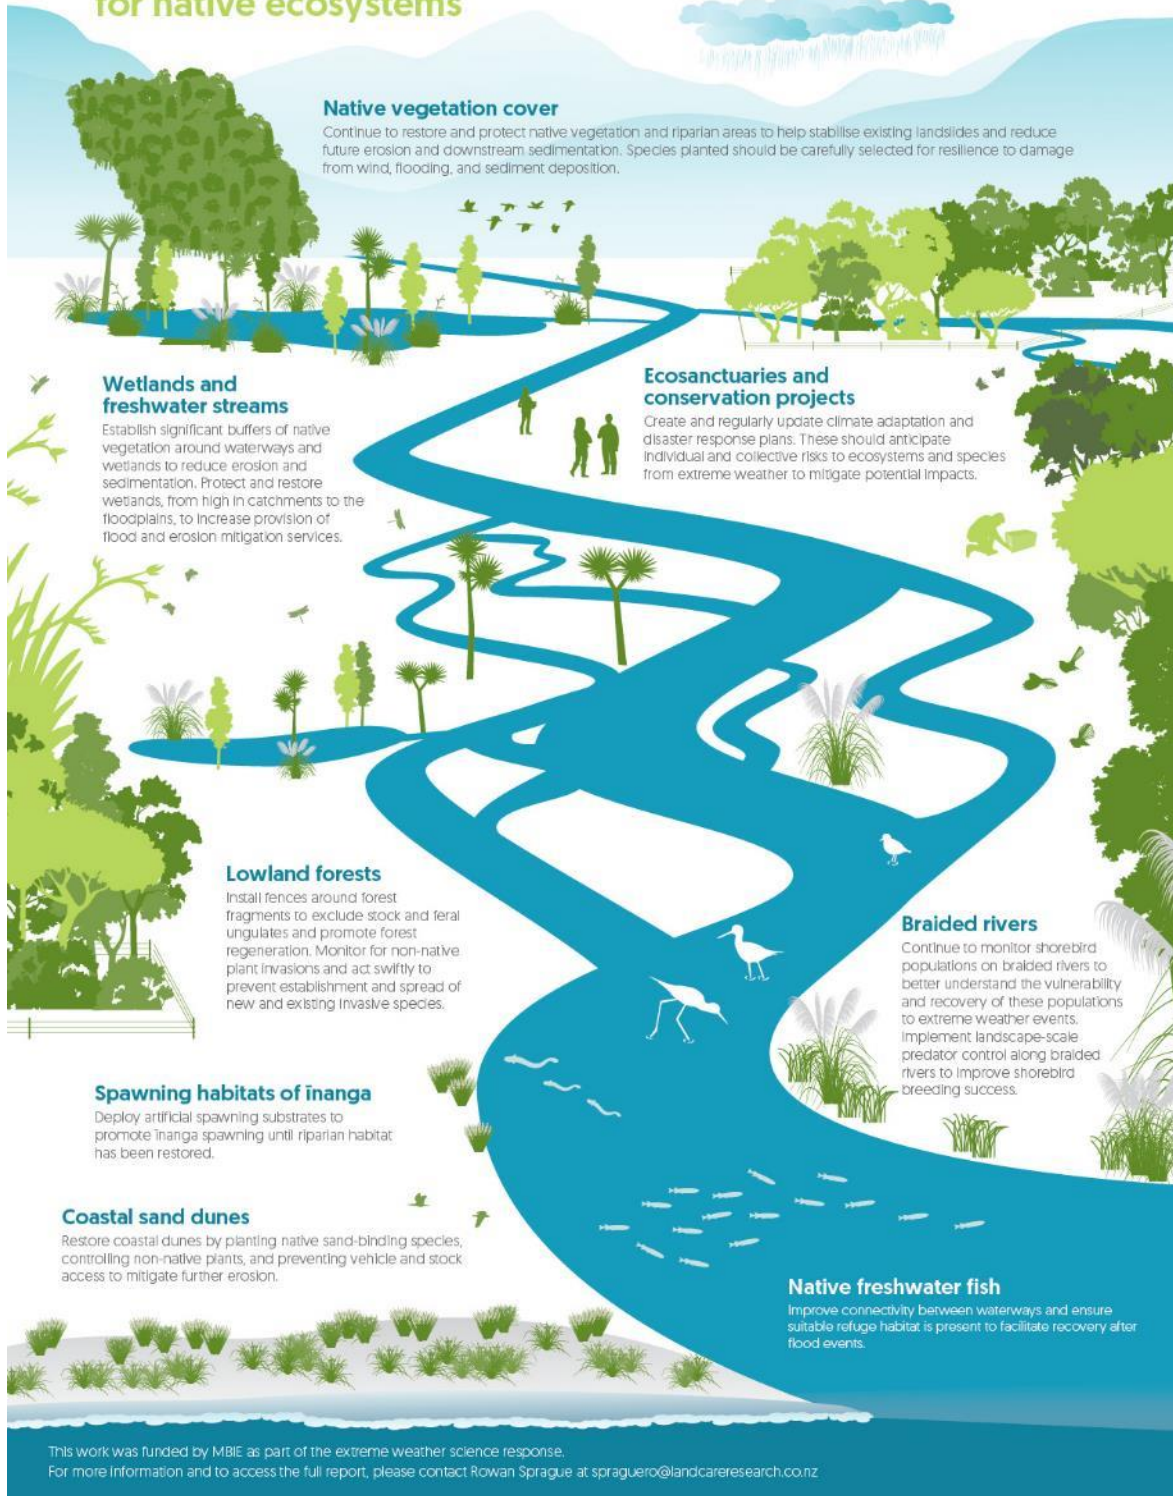 for native ecosystems
Native vegetation cover
Continue to restore and protect native vegetation and riparian areas to help stabilise existing landslides and reduce
future erosion and downstream sedimentation. Species planted should be carefully selected for resilience to damage
from wind, flooding, and sediment deposition.
Wetlands and
freshwater streams
Establish significant buffers of native
vegetation around waterways and
wetlands to reduce erosion and
sedimentation. Protect and restore
wetlands, from high in catchments to the
floodplains, to increase provision of
flood and erosion mitigation services.
Ecosanctuaries and
conservation projects
Create and regularly update climate adaptation and
disaster response plans. These should anticipate
individual and collective risks to ecosystems and species
from extreme weather to mitigate potential impacts.
Lowland forests
Install fences around forest
fragments to exclude stock and feral
ungulates and promote forest
regeneration. Monitor for non-native
plant invasions and act swiftly to
prevent establishment and spread of
new and existing invasive species.
Braided rivers
Continue to monitor shorebird
populations on braided rivers to
better understand the vulnerability
and recovery of these populations
to extreme weather events.
Implement landscape-scale
predator control along braided
rivers to improve shorebird
breeding success.
Spawning habitats of īnanga
Deploy artificial spawning substrates to
promote īnanga spawning until riparian habitat
has been restored.
Coastal sand dunes
Restore coastal dunes by planting native sand-binding species,
controlling non-native plants, and preventing vehicle and stock
access to mitigate further erosion.
Native freshwater fish
Improve connectivity between waterways and ensure
suitable refuge habitat is present to facilitate recovery after
flood events.
This work was funded by MBIE as part of the extreme weather science response.
For more information and to access the full report, please contact Rowan Sprague at spraguero@landcareresearch.co.nz